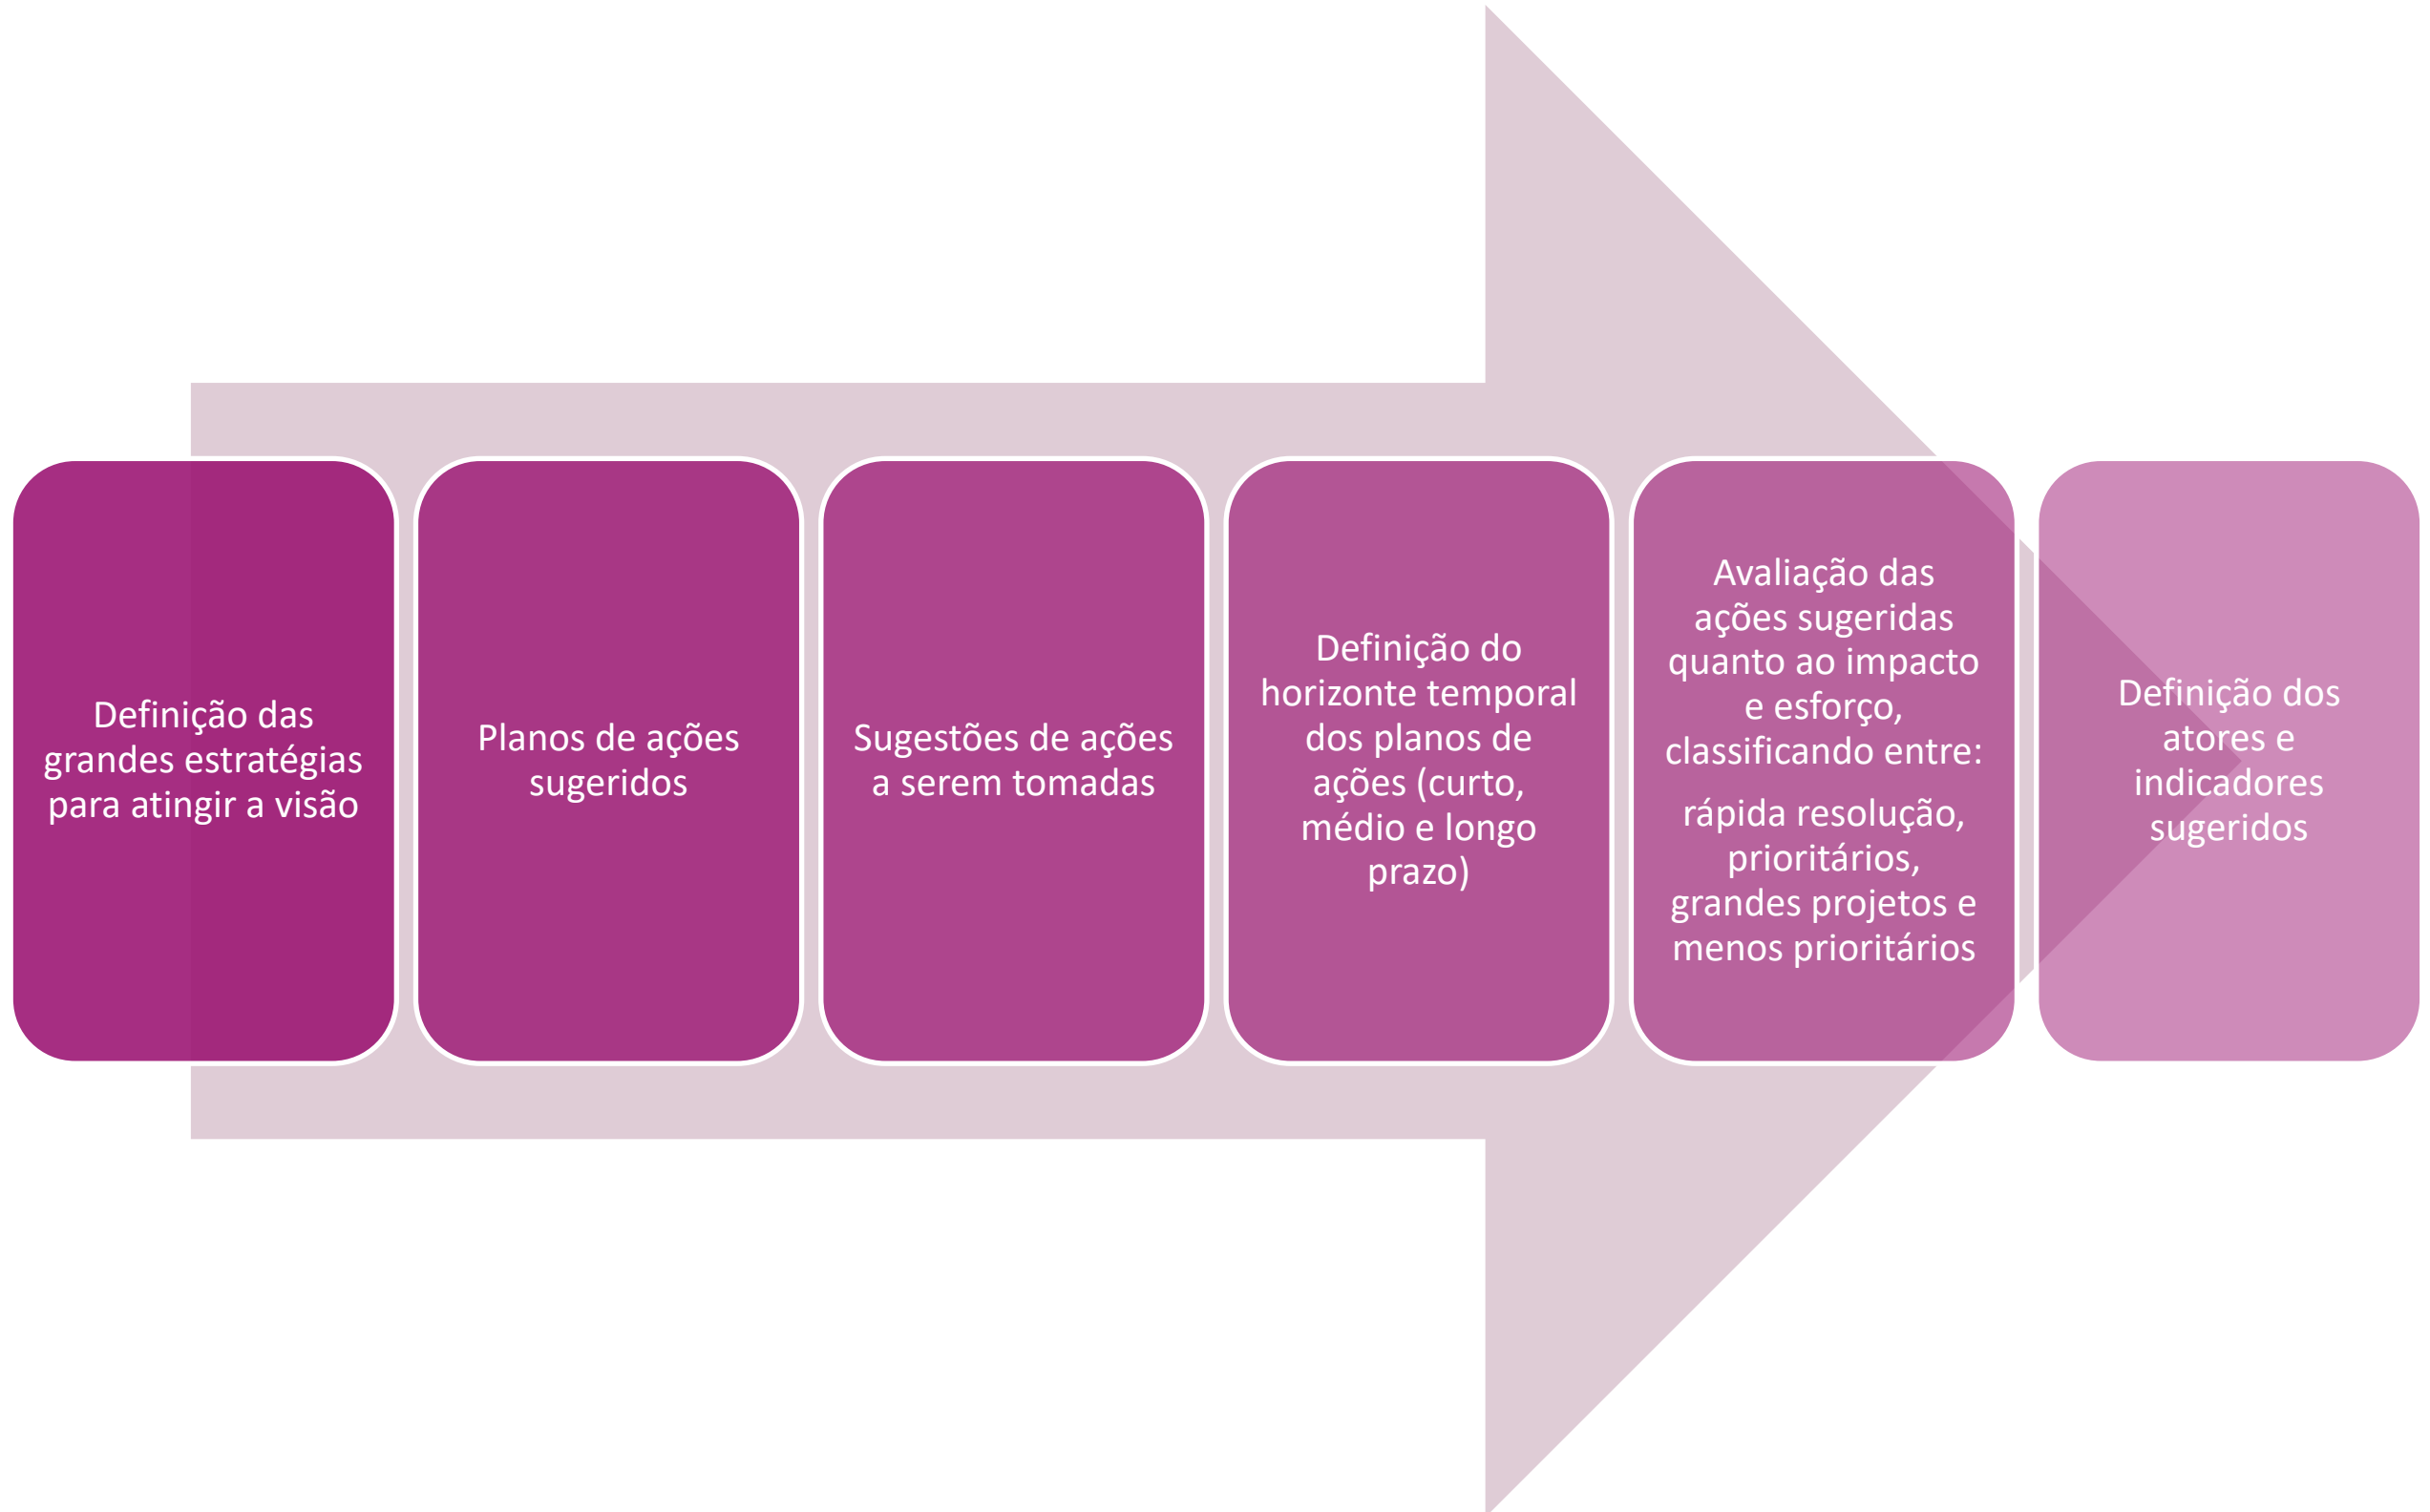 Definição das
grandes estratégias
para atingir a visão
Planos de ações
sugeridos
Sugestões de ações
a serem tomadas
Definição do
horizonte temporal
dos planos de
ações (curto,
médio e longo
prazo)
Avaliação das
ações sugeridas
quanto ao impacto
e esforço,
classificando entre:
rápida resolução,
prioritários,
grandes projetos e
menos prioritários
Definição dos
atores e
indicadores
sugeridos